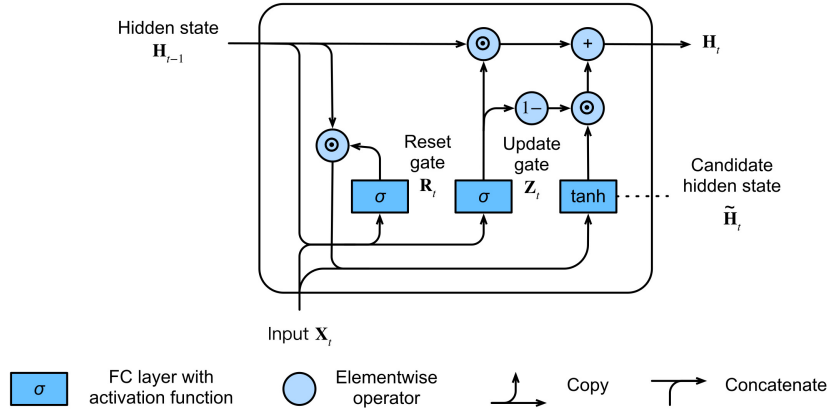 Hidden state
H_{t−1}
⊙
+
H_t
⊙
1−
⊙
Reset
gate
R_t
Update
gate
Z_t
σ
σ
tanh
Candidate
hidden state
H̃_t
Input X_t
σ
FC layer with
activation function
Elementwise
operator
Copy
Concatenate